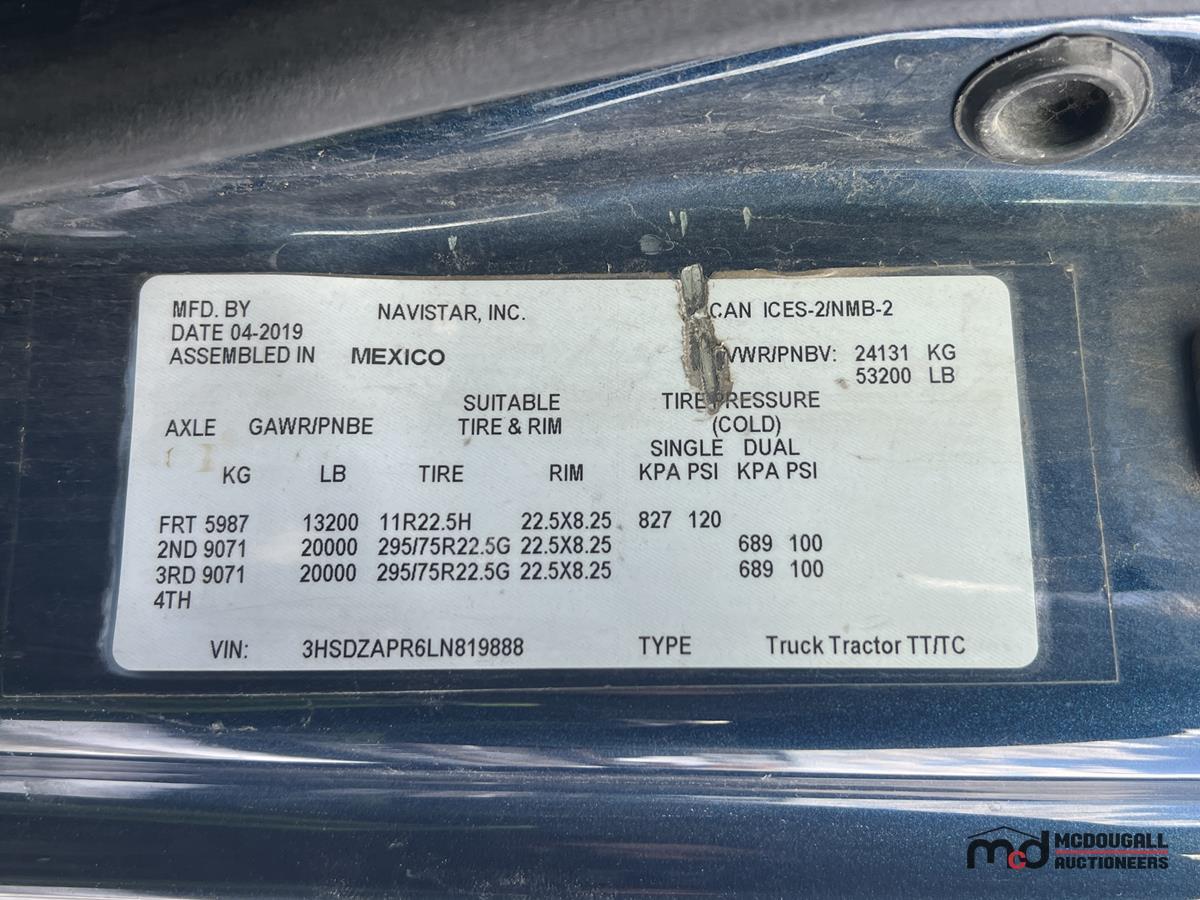 MFD. BY NAVISTAR, INC. CAN ICES-2/NMB-2
DATE 04-2019
ASSEMBLED IN MEXICO VWR/PNBV: 24131 KG
53200 LB
SUITABLE TIRE PRESSURE
AXLE GAWR/PNBE TIRE & RIM (COLD)
SINGLE DUAL
KG LB TIRE RIM KPA PSI KPA PSI
FRT 5987 13200 11R22.5H 22.5X8.25 827 120
2ND 9071 20000 295/75R22.5G 22.5X8.25 689 100
3RD 9071 20000 295/75R22.5G 22.5X8.25 689 100
4TH
VIN: 3HSDZAPR6LN819888 TYPE Truck Tractor TT/TC
mcd MCDOUGALL
AUCTIONEERS